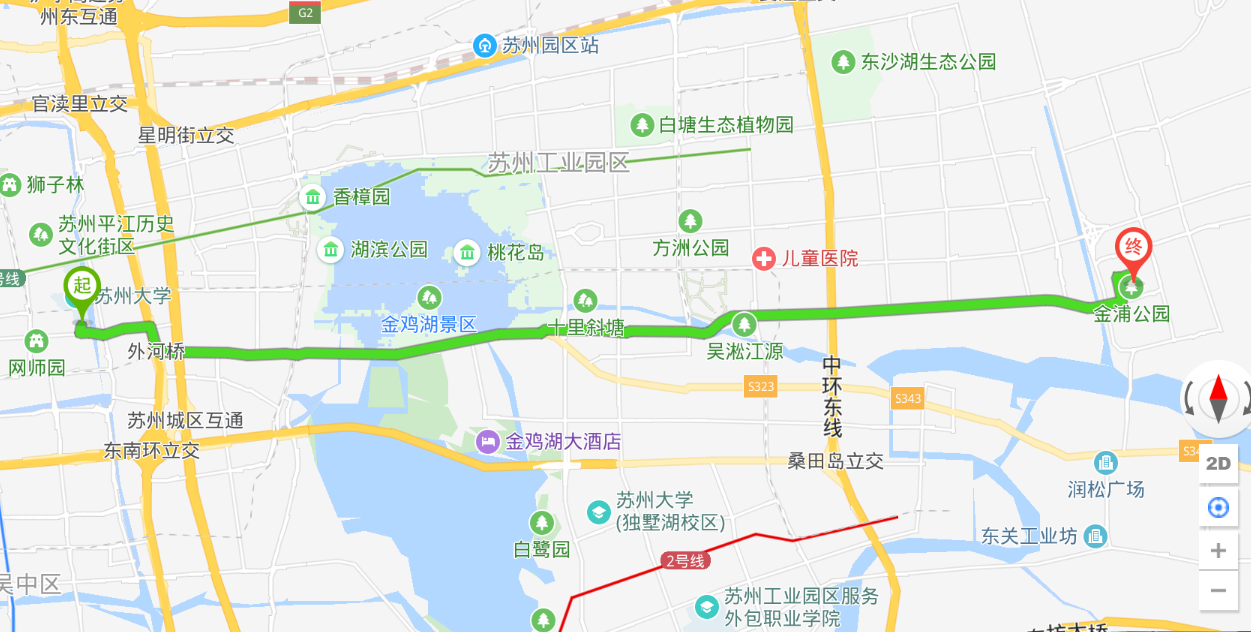 州东互通
G2
苏州园区站
东沙湖生态公园
官渎里立交
星明街立交
白塘生态植物园
苏州工业园区
狮子林
香樟园
苏州平江历史
文化街区
湖滨公园
桃花岛
方洲公园
儿童医院
终
号线
起
苏州大学
金鸡湖景区
十里斜塘
金浦公园
外河桥
吴淞江源
网师园
中环东线
S323
S343
苏州城区互通
东南环立交
金鸡湖大酒店
桑田岛立交
S34
2D
润松广场
苏州大学
(独墅湖校区)
东关工业坊
白鹭园
2号线
吴中区
苏州工业园区服务
外包职业学院